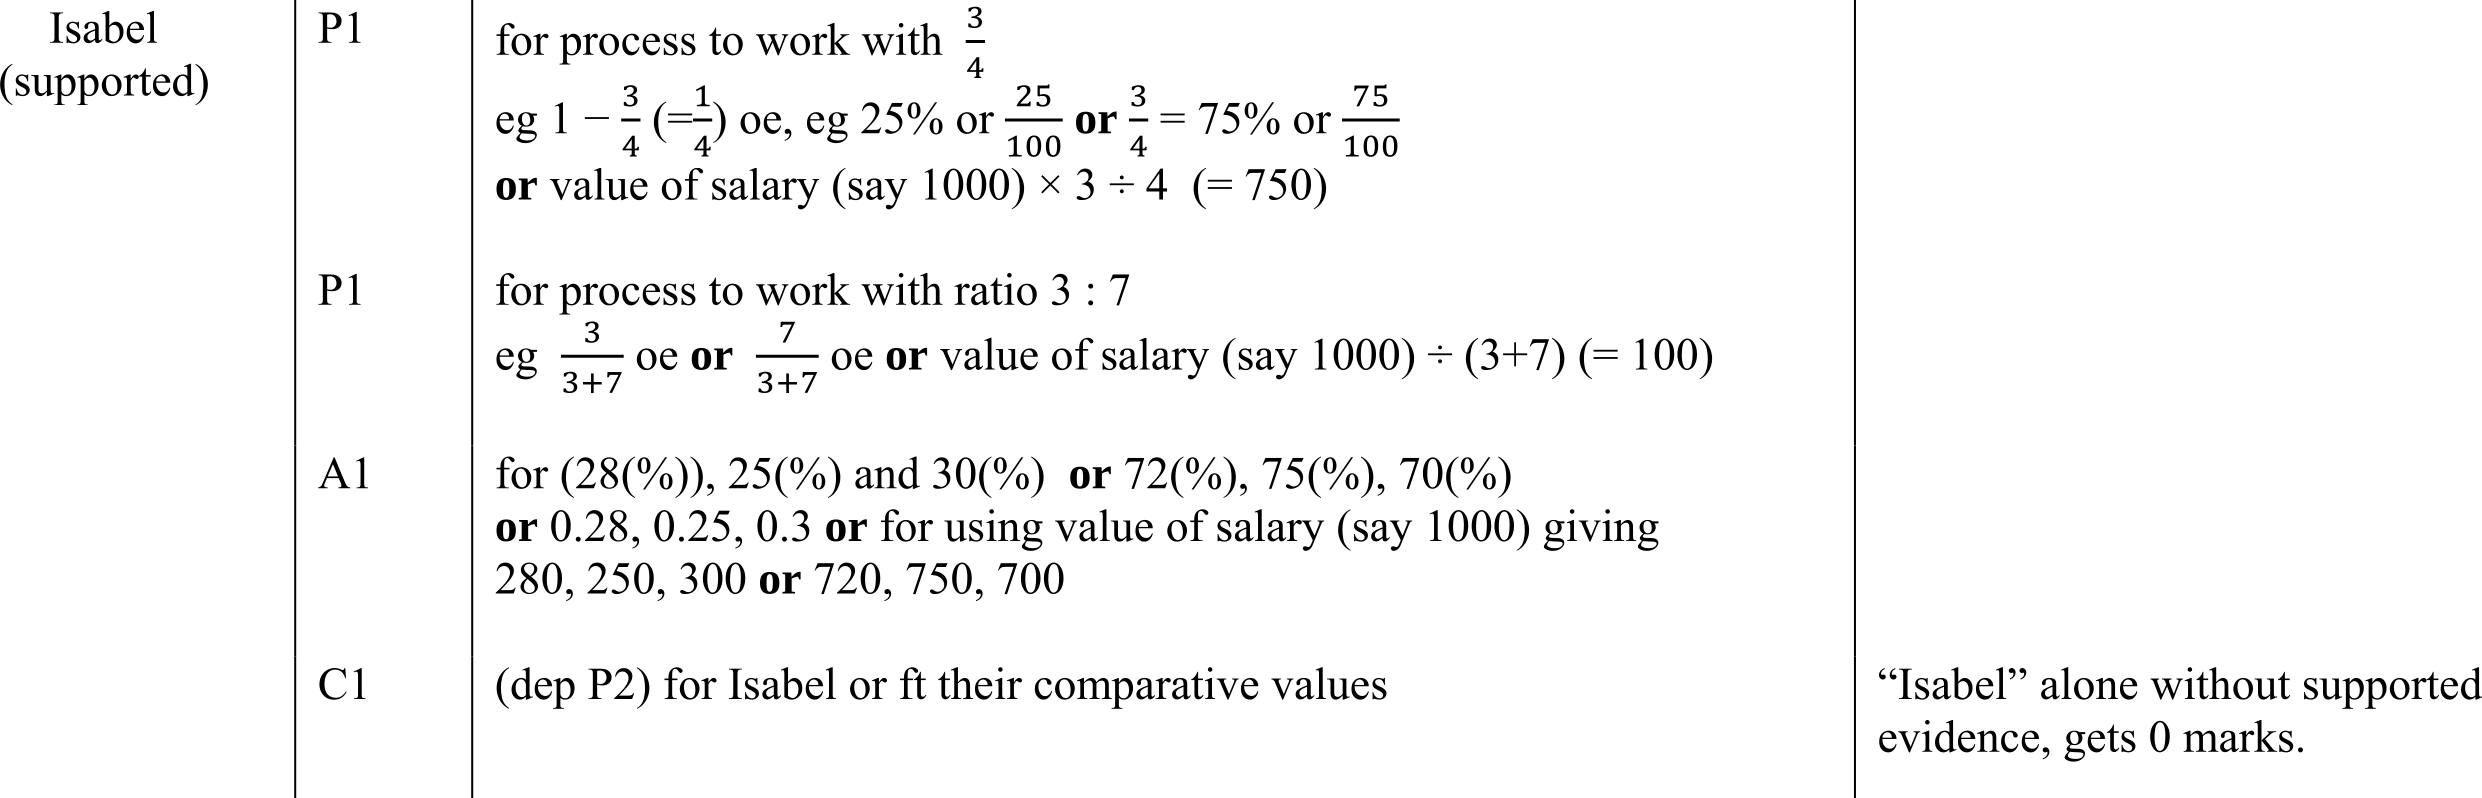 Isabel
(supported)
P1
for process to work with 3/4
eg 1 − 3/4 (=1/4) oe, eg 25% or 25/100 or 3/4 = 75% or 75/100
or value of salary (say 1000) × 3 ÷ 4 (= 750)
P1
for process to work with ratio 3 : 7
eg 3/(3+7) oe or 7/(3+7) oe or value of salary (say 1000) ÷ (3+7) (= 100)
A1
for (28(%)), 25(%) and 30(%) or 72(%), 75(%), 70(%)
or 0.28, 0.25, 0.3 or for using value of salary (say 1000) giving
280, 250, 300 or 720, 750, 700
C1
(dep P2) for Isabel or ft their comparative values
“Isabel” alone without supported
evidence, gets 0 marks.